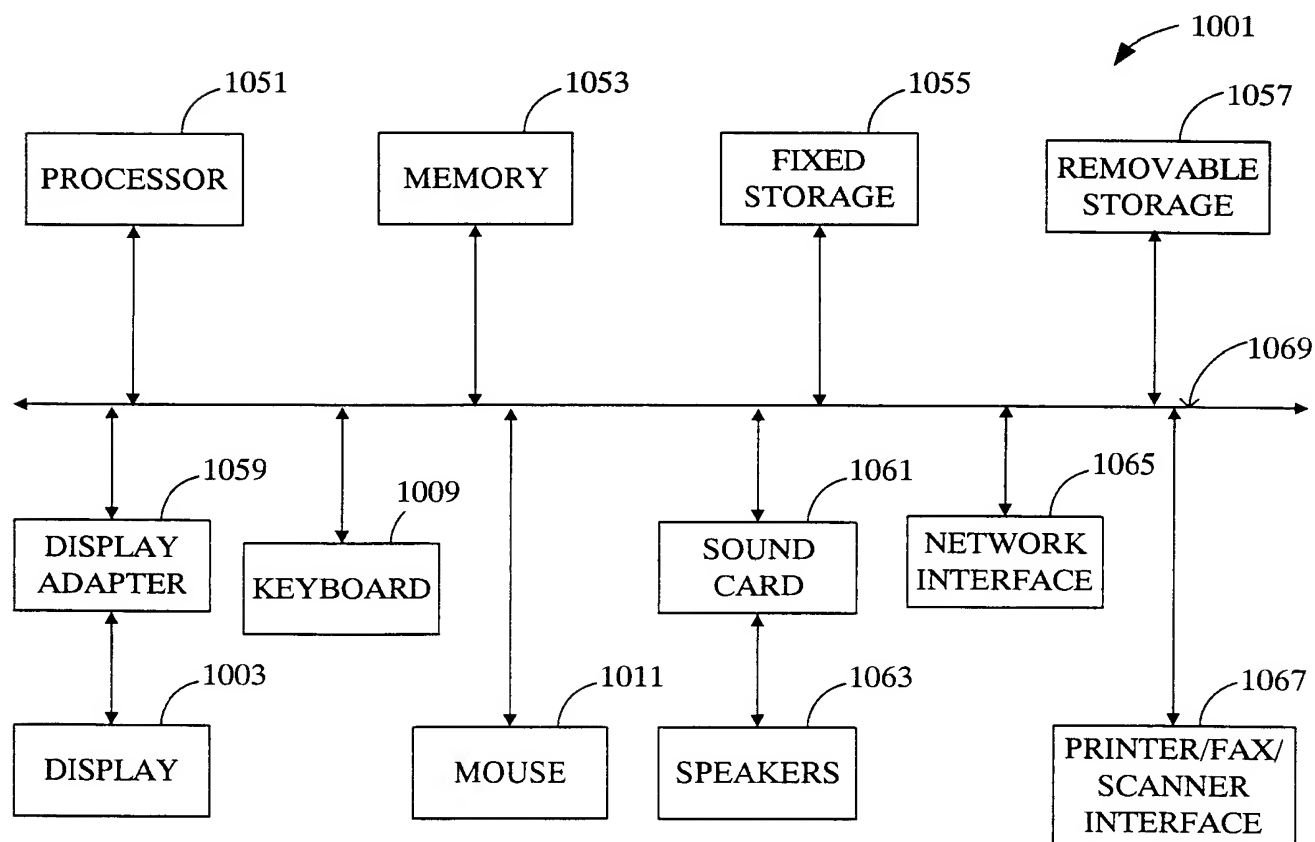 1001
1051
1053
1055
1057
PROCESSOR
MEMORY
FIXED
STORAGE
REMOVABLE
STORAGE
1069
1059
1009
1061
1065
DISPLAY
ADAPTER
KEYBOARD
SOUND
CARD
NETWORK
INTERFACE
1003
1011
1063
1067
DISPLAY
MOUSE
SPEAKERS
PRINTER/FAX/
SCANNER
INTERFACE